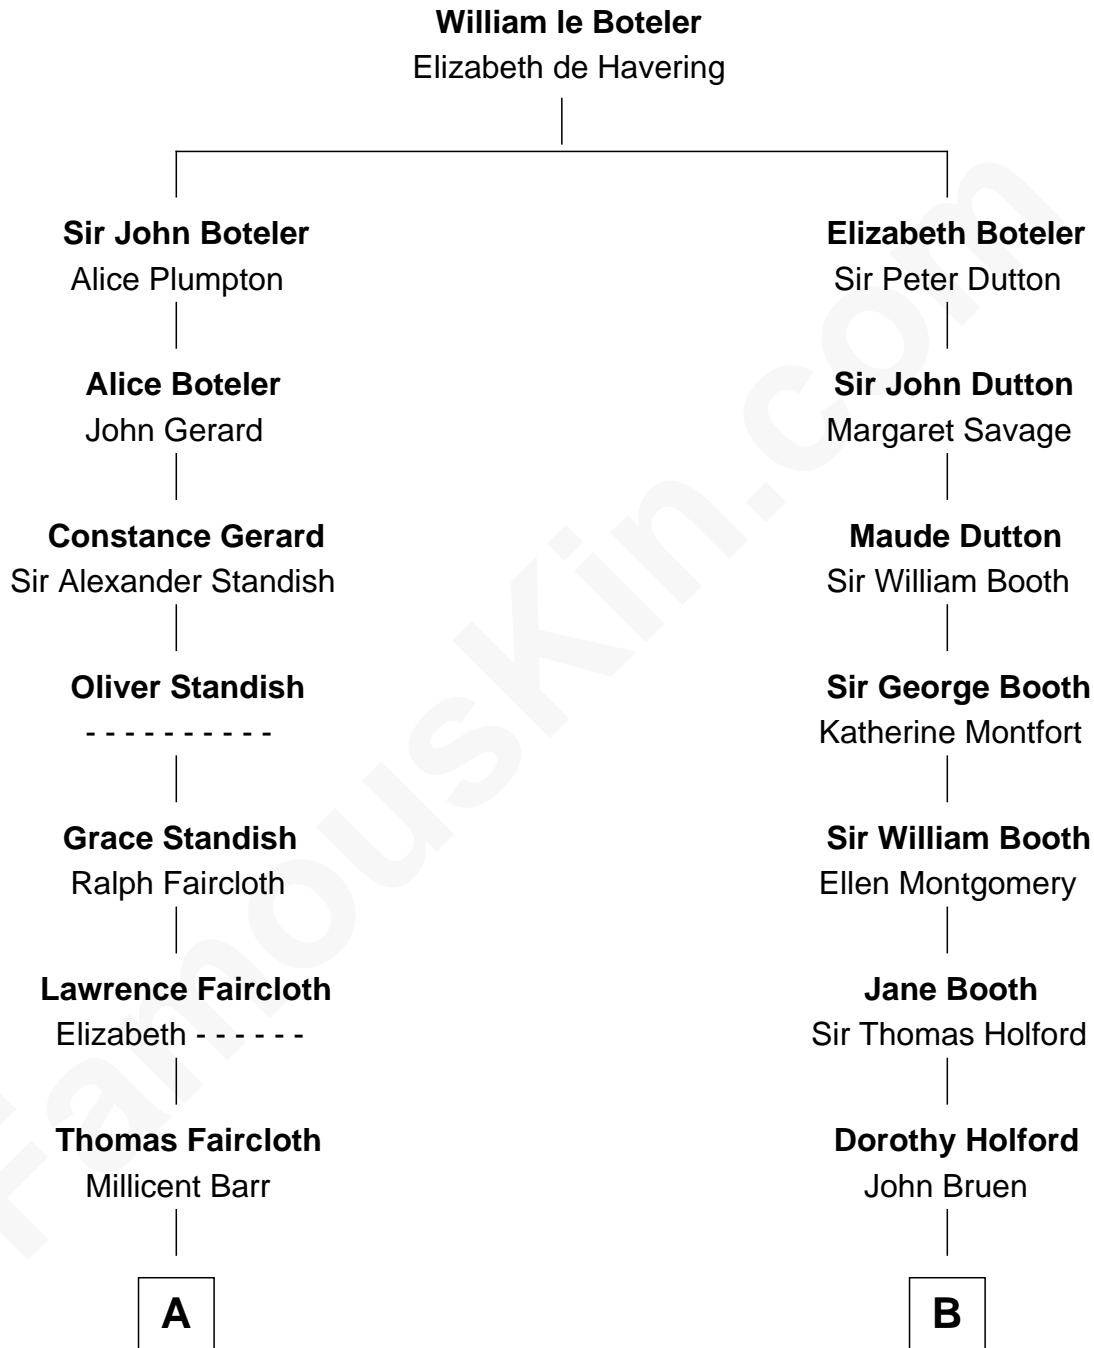 William le Boteler
Elizabeth de Havering
Sir John Boteler
Alice Plumpton
Elizabeth Boteler
Sir Peter Dutton
Alice Boteler
John Gerard
Sir John Dutton
Margaret Savage
Constance Gerard
Sir Alexander Standish
Maude Dutton
Sir William Booth
Oliver Standish
- - - - - - - - - -
Sir George Booth
Katherine Montfort
Grace Standish
Ralph Faircloth
Sir William Booth
Ellen Montgomery
Lawrence Faircloth
Elizabeth - - - - - -
Jane Booth
Sir Thomas Holford
Thomas Faircloth
Millicent Barr
Dorothy Holford
John Bruen
A
B
FamousKin.com